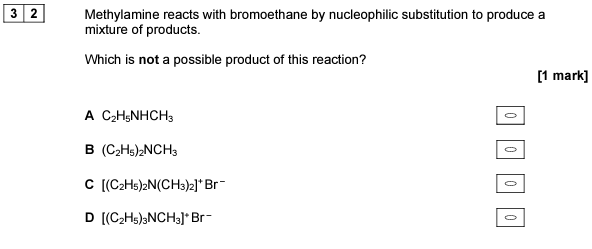 3 2 Methylamine reacts with bromoethane by nucleophilic substitution to produce a
mixture of products.
Which is not a possible product of this reaction?
[1 mark]
A C₂H₅NHCH₃
B (C₂H₅)₂NCH₃
C [(C₂H₅)₂N(CH₃)₂]⁺Br⁻
D [(C₂H₅)₃NCH₃]⁺Br⁻